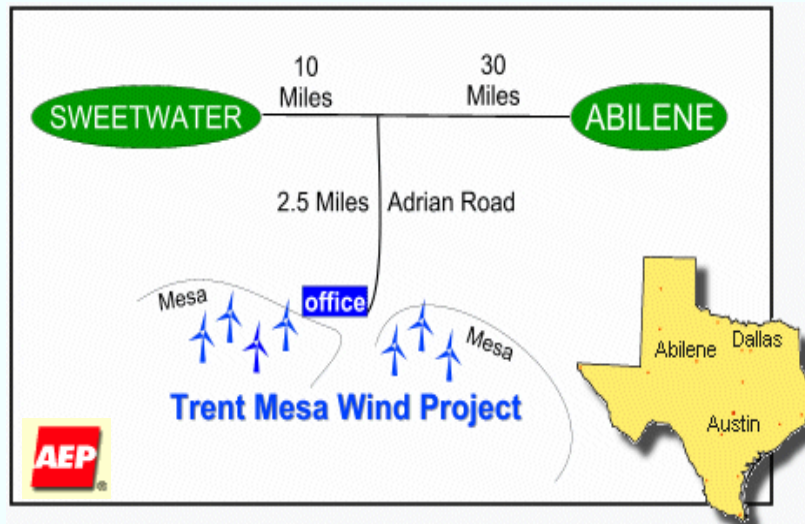 10
Miles
30
Miles
SWEETWATER
ABILENE
2.5 Miles
Adrian Road
Mesa
office
Mesa
Trent Mesa Wind Project
Abilene
Dallas
Austin
AEP
®